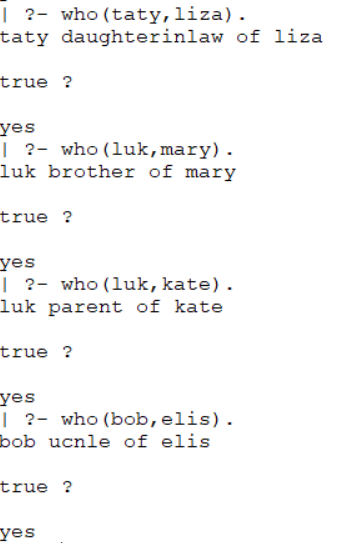 | ?- who(taty,liza).
taty daughterinlaw of liza
true ?
yes
| ?- who(luk,mary).
luk brother of mary
true ?
yes
| ?- who(luk,kate).
luk parent of kate
true ?
yes
| ?- who(bob,elis).
bob ucnle of elis
true ?
yes